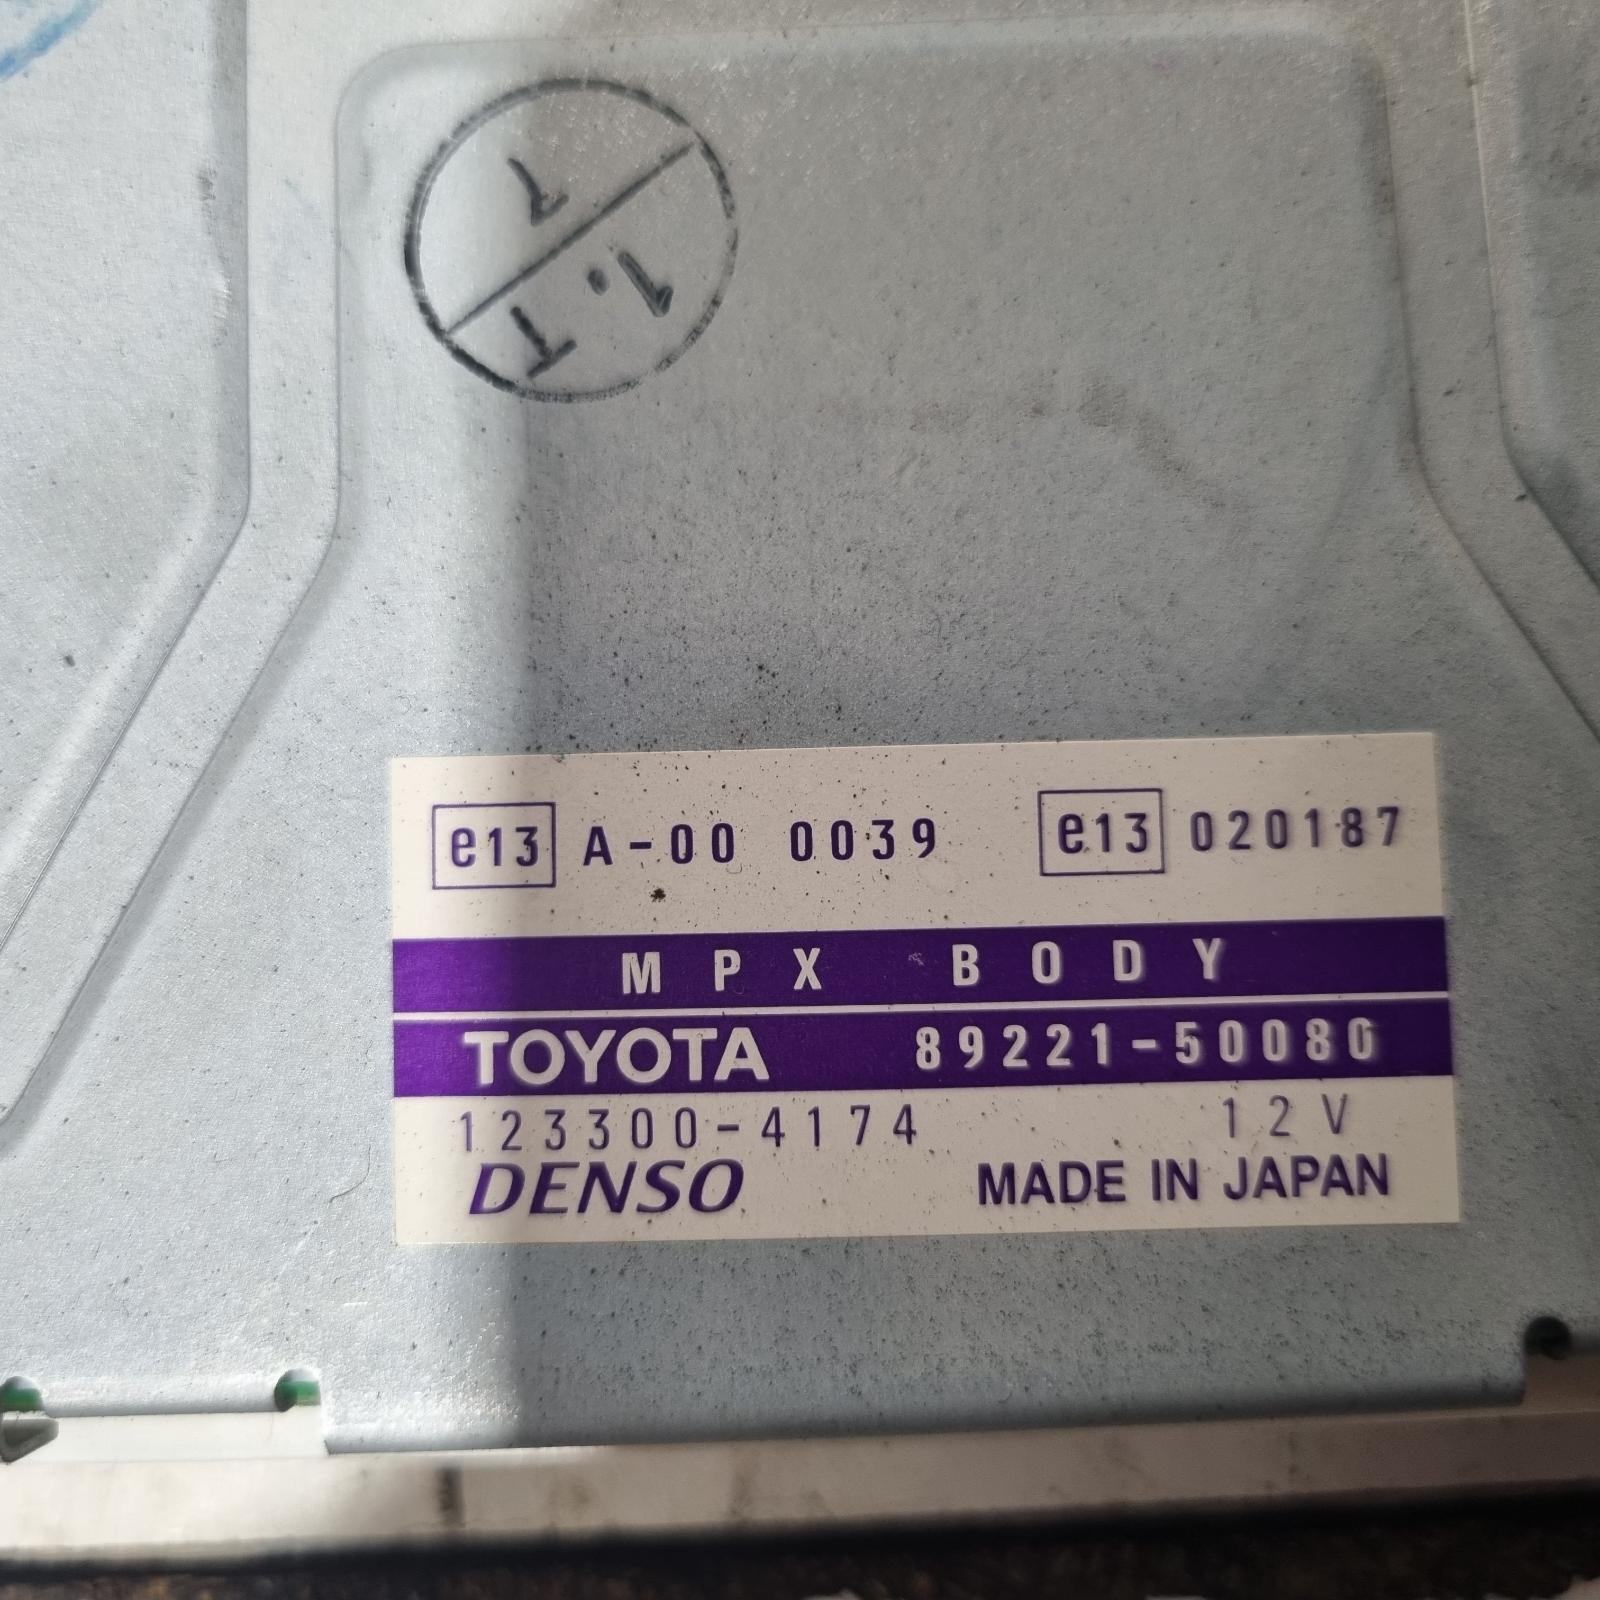 e13 A-00 0039 e13 020187
MPX BODY
TOYOTA 89221-50080
123300-4174 12V
DENSO MADE IN JAPAN